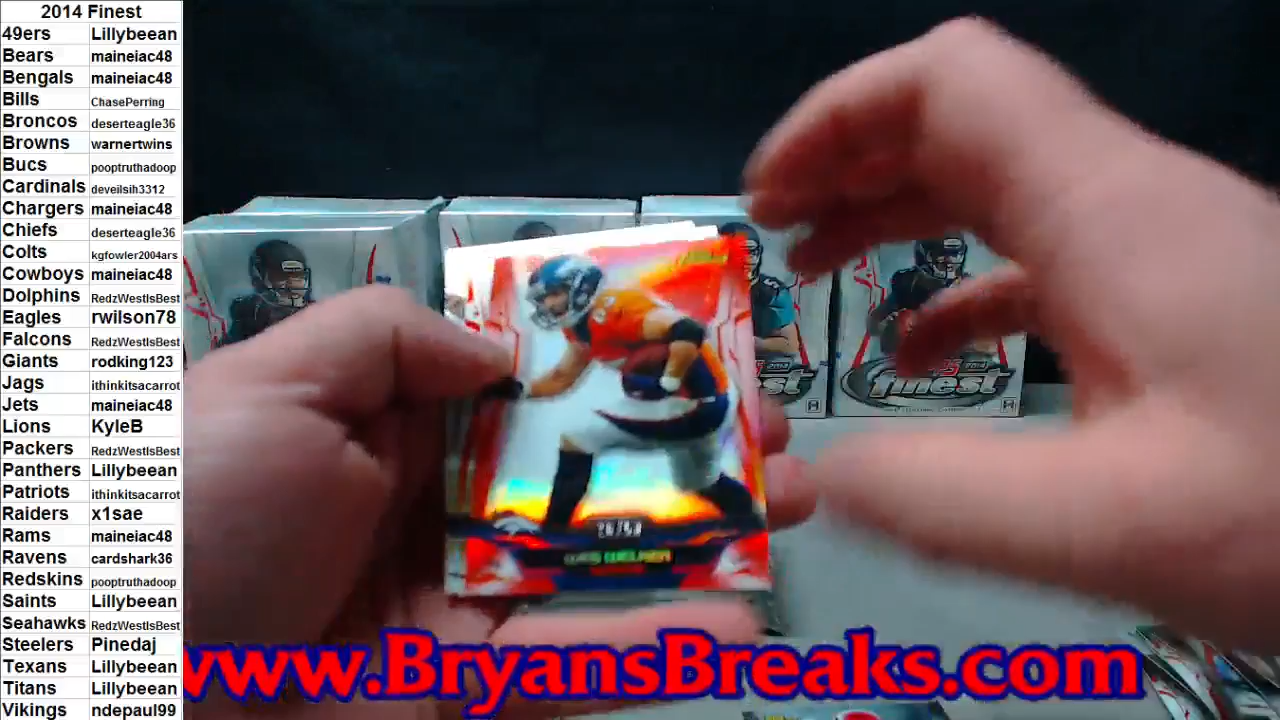 2014 Finest
49ers Lillybeean
Bears maineiac48
Bengals maineiac48
Bills ChasePerring
Broncos deserteagle36
Browns warnertwins
Bucs pooptruthadoop
Cardinals deveilsih3312
Chargers maineiac48
Chiefs deserteagle36
Colts kgfowler2004ars
Cowboys maineiac48
Dolphins RedzWestIsBest
Eagles rwilson78
Falcons RedzWestIsBest
Giants rodking123
Jags ithinkitsacarrot
Jets maineiac48
Lions KyleB
Packers RedzWestIsBest
Panthers Lillybeean
Patriots ithinkitsacarrot
Raiders x1sae
Rams maineiac48
Ravens cardshark36
Redskins pooptruthadoop
Saints Lillybeean
Seahawks RedzWestIsBest
Steelers Pinedaj
Texans Lillybeean
Titans Lillybeean
Vikings ndepaul99
2014
finest
www.BryansBreaks.com